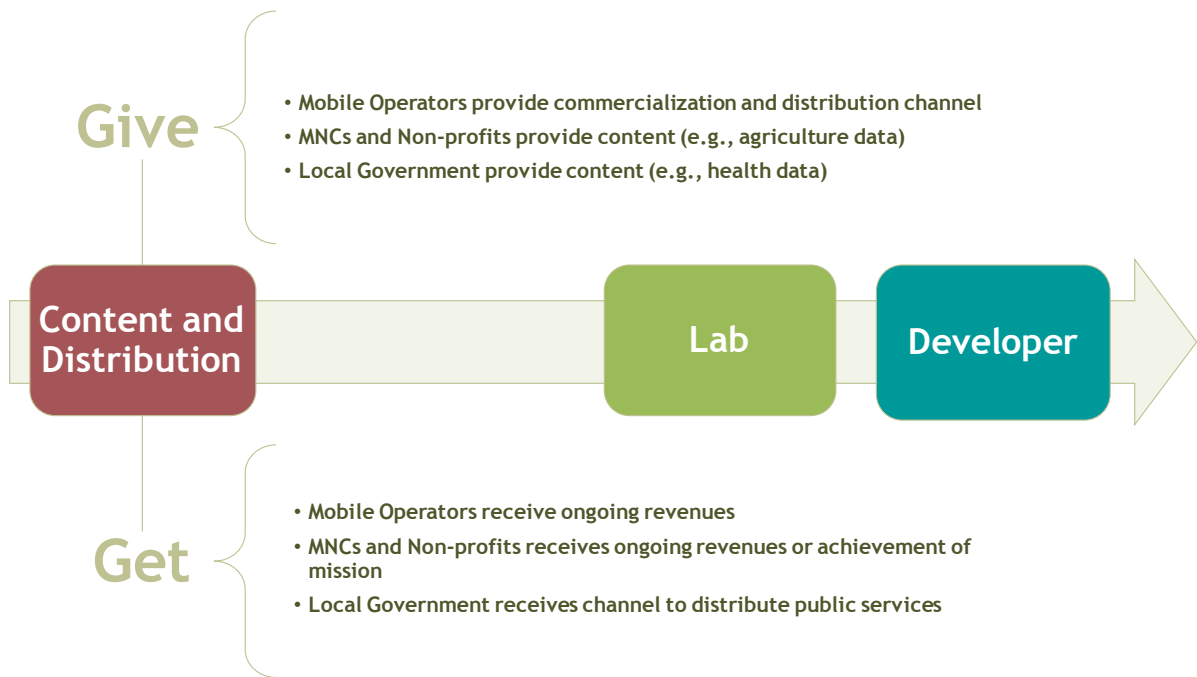 Give
• Mobile Operators provide commercialization and distribution channel
• MNCs and Non-profits provide content (e.g., agriculture data)
• Local Government provide content (e.g., health data)
Content and
Distribution
Lab
Developer
Get
• Mobile Operators receive ongoing revenues
• MNCs and Non-profits receives ongoing revenues or achievement of
mission
• Local Government receives channel to distribute public services